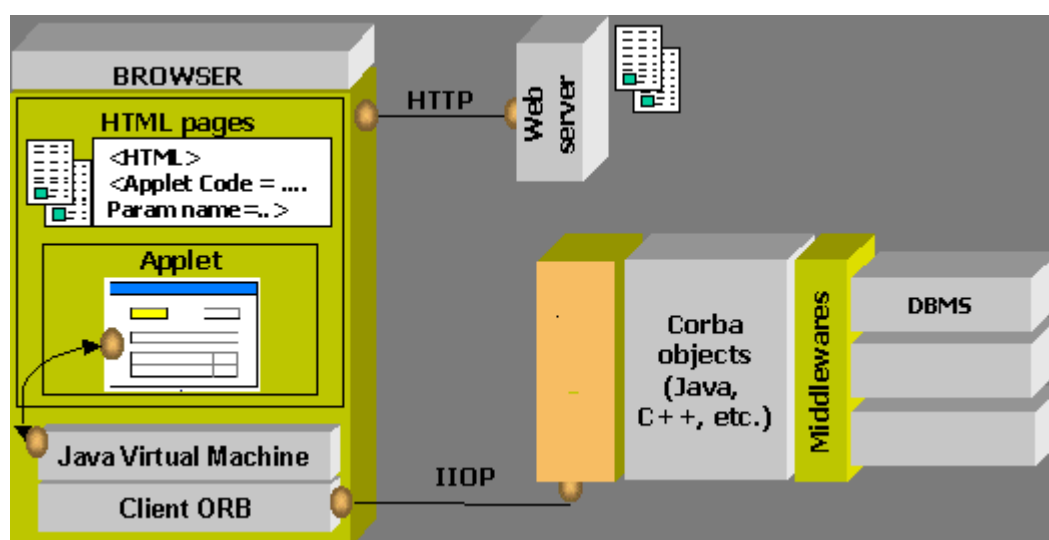 BROWSER
HTML pages
<HTML>
<Applet Code = ....
Param name=.. >
Applet
Java Virtual Machine
Client ORB
HTTP
Web
server
IIOP
Corba
objects
(Java,
C++, etc.)
Middlewares
DBMS